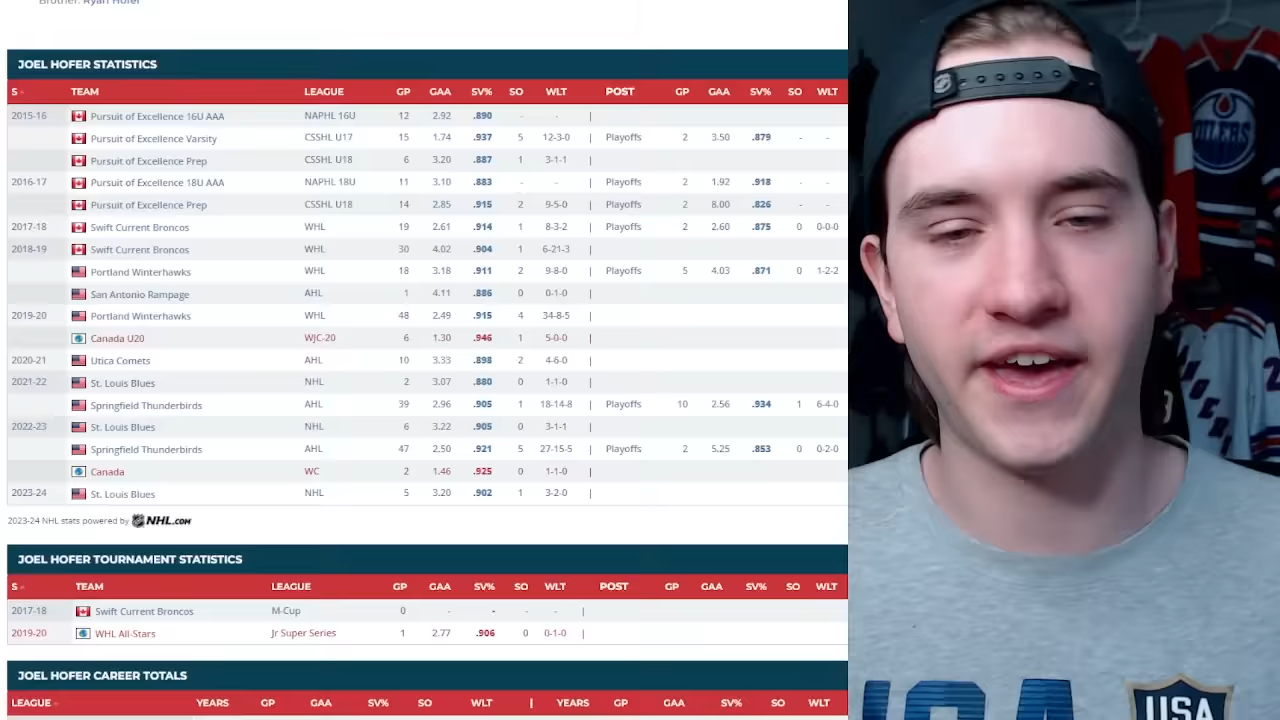 Brother: Ryan Hofer
JOEL HOFER STATISTICS
S TEAM LEAGUE GP GAA SV% SO WLT POST GP GAA SV% SO WLT
2015-16 Pursuit of Excellence 16U AAA NAPHL 16U 12 2.92 .890 - - |
Pursuit of Excellence Varsity CSSHL U17 15 1.74 .937 5 12-3-0 | Playoffs 2 3.50 .879 - -
Pursuit of Excellence Prep CSSHL U18 6 3.20 .887 1 3-1-1 |
2016-17 Pursuit of Excellence 18U AAA NAPHL 18U 11 3.10 .883 - - | Playoffs 2 1.92 .918 - -
Pursuit of Excellence Prep CSSHL U18 14 2.85 .915 2 9-5-0 | Playoffs 2 8.00 .826 - -
2017-18 Swift Current Broncos WHL 19 2.61 .914 1 8-3-2 | Playoffs 2 2.60 .875 0 0-0-0
2018-19 Swift Current Broncos WHL 30 4.02 .904 1 6-21-3 |
Portland Winterhawks WHL 18 3.18 .911 2 9-8-0 | Playoffs 5 4.03 .871 0 1-2-2
San Antonio Rampage AHL 1 4.11 .886 0 0-1-0 |
2019-20 Portland Winterhawks WHL 48 2.49 .915 4 34-8-5 |
Canada U20 WJC-20 6 1.30 .946 1 5-0-0 |
2020-21 Utica Comets AHL 10 3.33 .898 2 4-6-0 |
2021-22 St. Louis Blues NHL 2 3.07 .880 0 1-1-0 |
Springfield Thunderbirds AHL 39 2.96 .905 1 18-14-8 | Playoffs 10 2.56 .934 1 6-4-0
2022-23 St. Louis Blues NHL 6 3.22 .905 0 3-1-1 |
Springfield Thunderbirds AHL 47 2.50 .921 5 27-15-5 | Playoffs 2 5.25 .853 0 0-2-0
Canada WC 2 1.46 .925 0 1-1-0 |
2023-24 St. Louis Blues NHL 5 3.20 .902 1 3-2-0 |
2023-24 NHL stats powered by NHL.COM
JOEL HOFER TOURNAMENT STATISTICS
S TEAM LEAGUE GP GAA SV% SO WLT POST GP GAA SV% SO WLT
2017-18 Swift Current Broncos M-Cup 0 - - - - |
2019-20 WHL All-Stars Jr Super Series 1 2.77 .906 0 0-1-0 |
JOEL HOFER CAREER TOTALS
LEAGUE YEARS GP GAA SV% SO WLT | YEARS GP GAA SV% SO WLT
OILERS
USA
USA